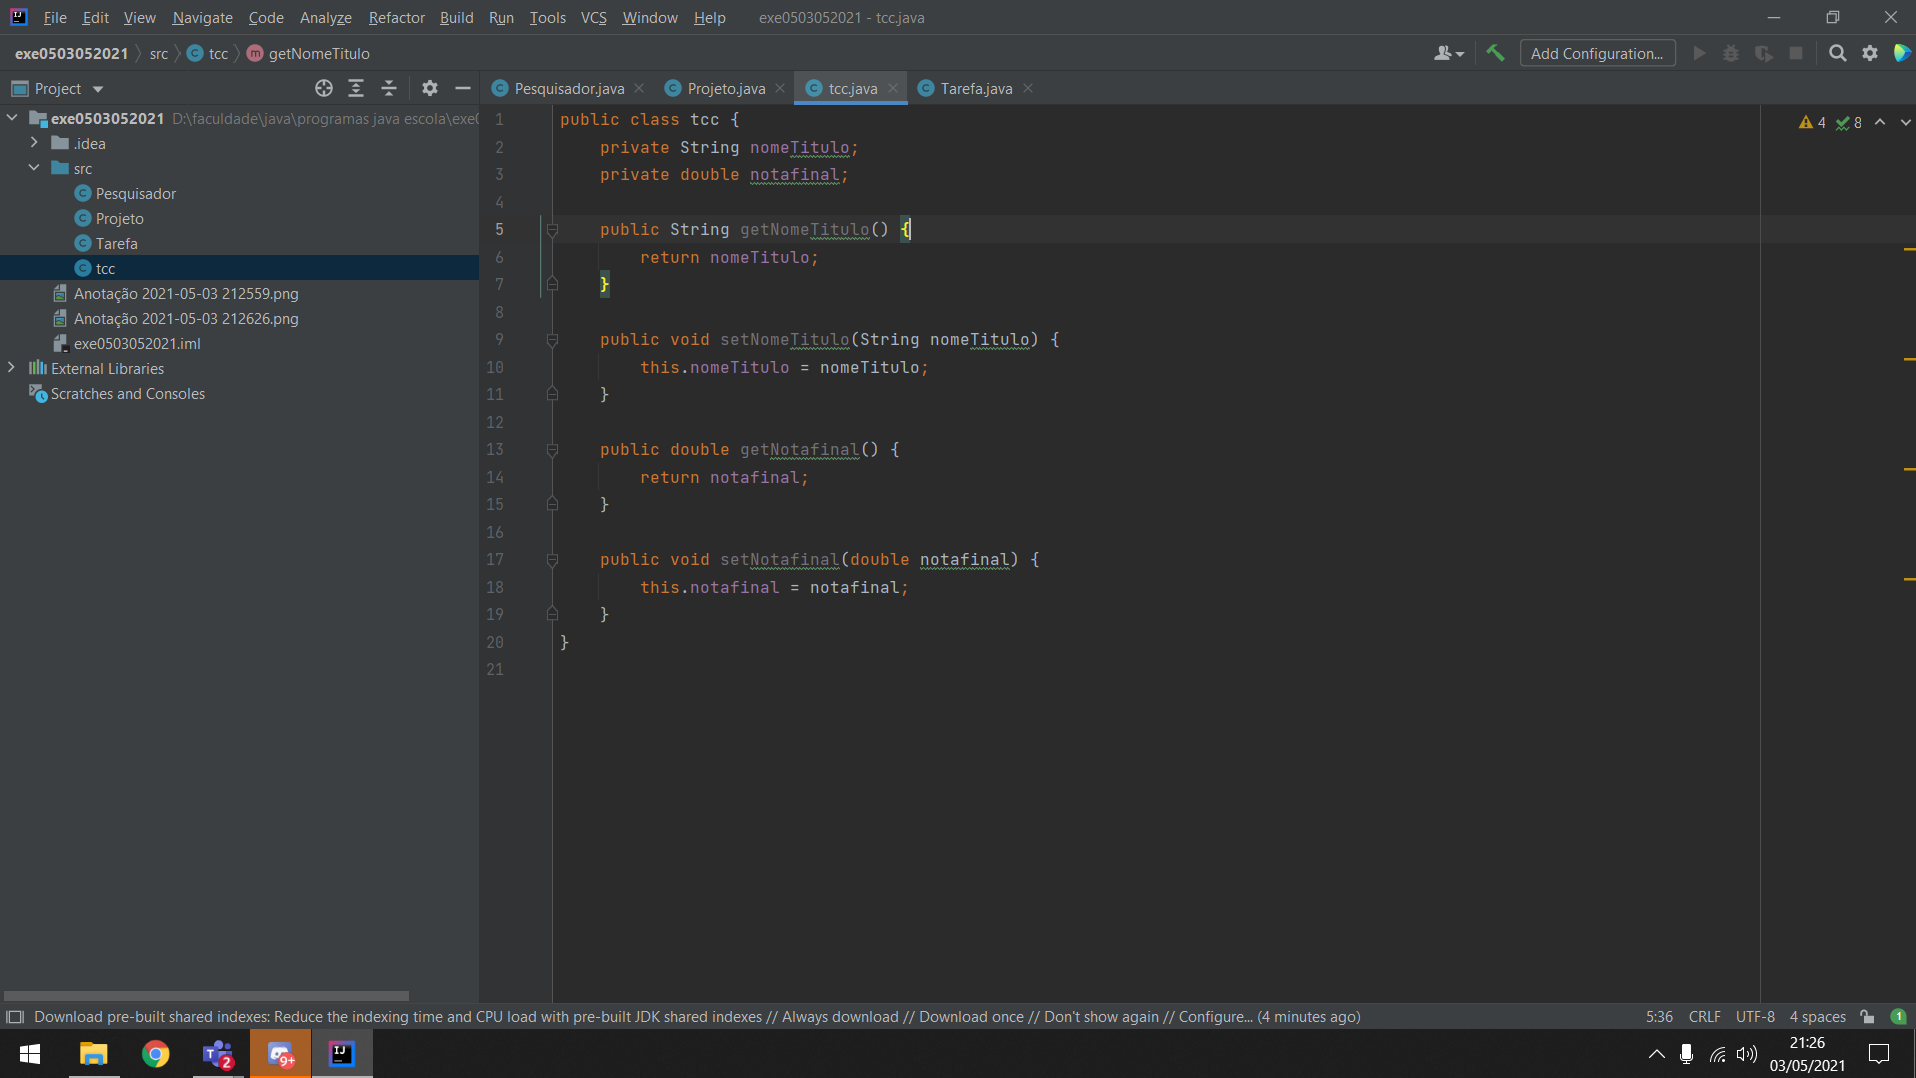 File Edit View Navigate Code Analyze Refactor Build Run Tools VCS Window Help exe0503052021 - tcc.java
exe0503052021 src tcc getNomeTitulo Add Configuration...
Project Pesquisador.java Projeto.java tcc.java Tarefa.java
exe0503052021 D:\faculdade\java\programas java escola\exe0
.idea
src
Pesquisador
Projeto
Tarefa
tcc
Anotação 2021-05-03 212559.png
Anotação 2021-05-03 212626.png
exe0503052021.iml
External Libraries
Scratches and Consoles
4 8
1 public class tcc {
2 private String nomeTitulo;
3 private double notafinal;
4
5 public String getNomeTitulo() {
6 return nomeTitulo;
7 }
8
9 public void setNomeTitulo(String nomeTitulo) {
10 this.nomeTitulo = nomeTitulo;
11 }
12
13 public double getNotafinal() {
14 return notafinal;
15 }
16
17 public void setNotafinal(double notafinal) {
18 this.notafinal = notafinal;
19 }
20 }
21
Download pre-built shared indexes: Reduce the indexing time and CPU load with pre-built JDK shared indexes // Always download // Download once // Don't show again // Configure... (4 minutes ago) 5:36 CRLF UTF-8 4 spaces 1
2 9+ 21:26
03/05/2021